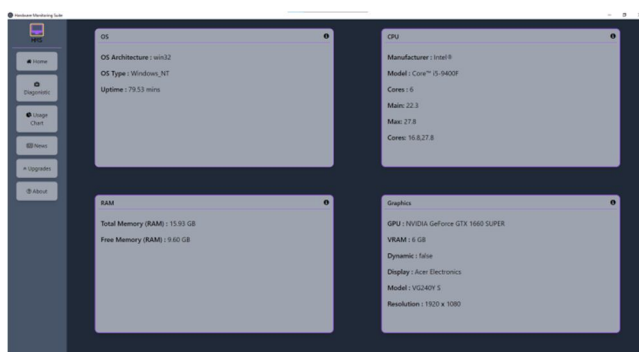 Hardware Monitoring Suite
HMS
Home
Diagnostic
Usage
Chart
News
Upgrades
About
OS
OS Architecture : win32
OS Type : Windows_NT
Uptime : 79.53 mins
CPU
Manufacturer : Intel®
Model : Core™ i5-9400F
Cores : 6
Main: 22.3
Max: 27.8
Cores: 16.8,27.8
RAM
Total Memory (RAM) : 15.93 GB
Free Memory (RAM) : 9.60 GB
Graphics
GPU : NVIDIA GeForce GTX 1660 SUPER
VRAM : 6 GB
Dynamic : false
Display : Acer Electronics
Model : VG240Y S
Resolution : 1920 x 1080